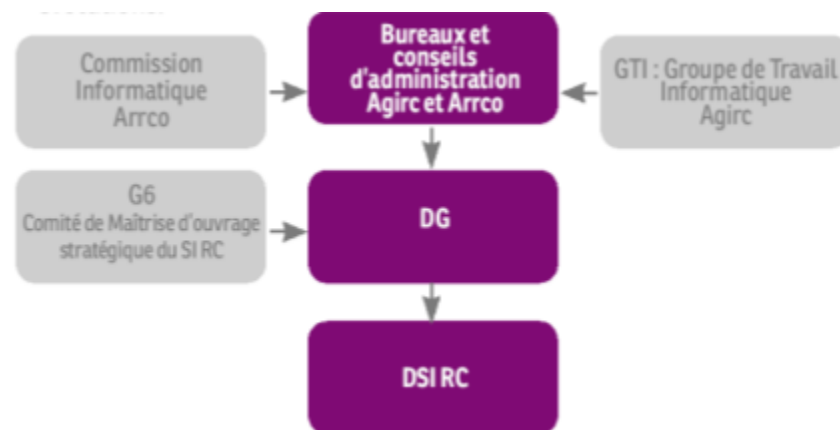 Commission
Informatique
Arrco
Bureaux et
conseils
d'administration
Agirc et Arrco
GTI : Groupe de Travail
Informatique
Agirc
G6
Comité de Maîtrise d'ouvrage
stratégique du SI RC
DG
DSI RC